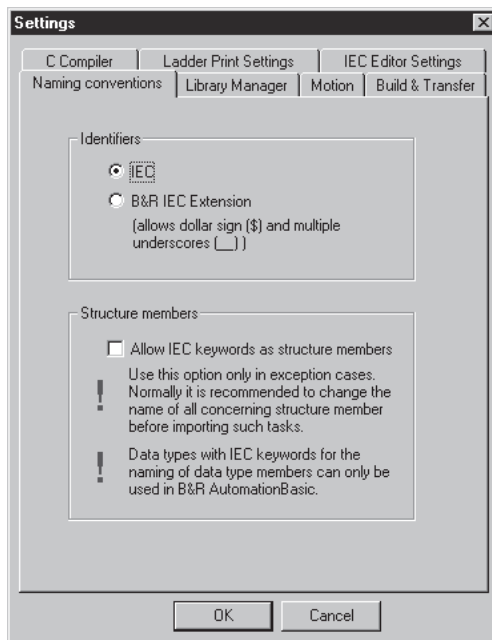 Settings
C Compiler
Ladder Print Settings
IEC Editor Settings
Naming conventions
Library Manager
Motion
Build & Transfer
Identifiers
IEC
B&R IEC Extension
(allows dollar sign ($) and multiple
underscores (__) )
Structure members
Allow IEC keywords as structure members
! Use this option only in exception cases.
Normally it is recommended to change the
name of all concerning structure member
before importing such tasks.
! Data types with IEC keywords for the
naming of data type members can only be
used in B&R AutomationBasic.
OK
Cancel